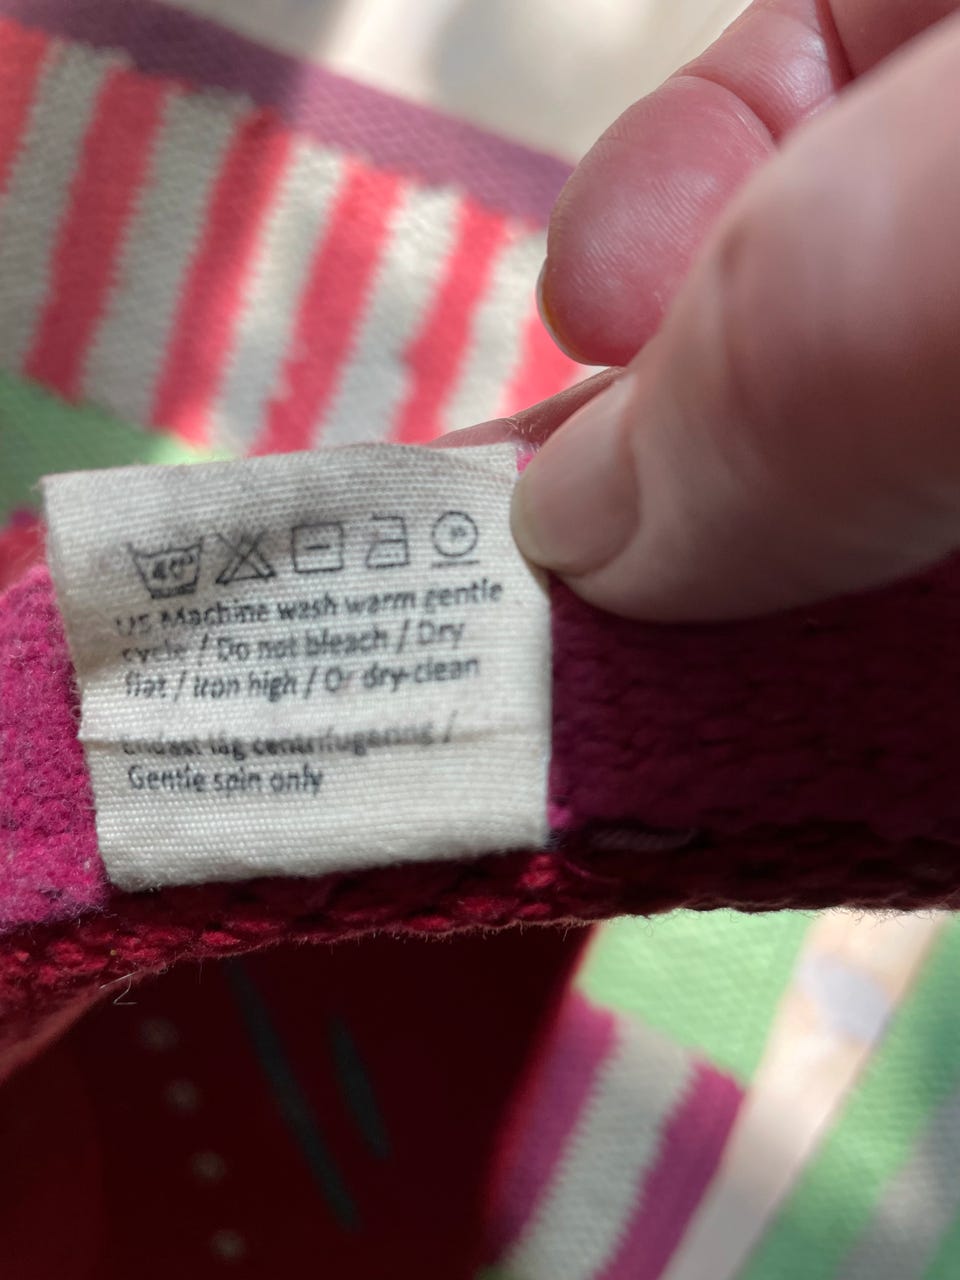 40°
US Machine wash warm gentle
cycle / Do not bleach / Dry
flat / Iron high / Or dry-clean
Endast låg centrifugering /
Gentle spin only